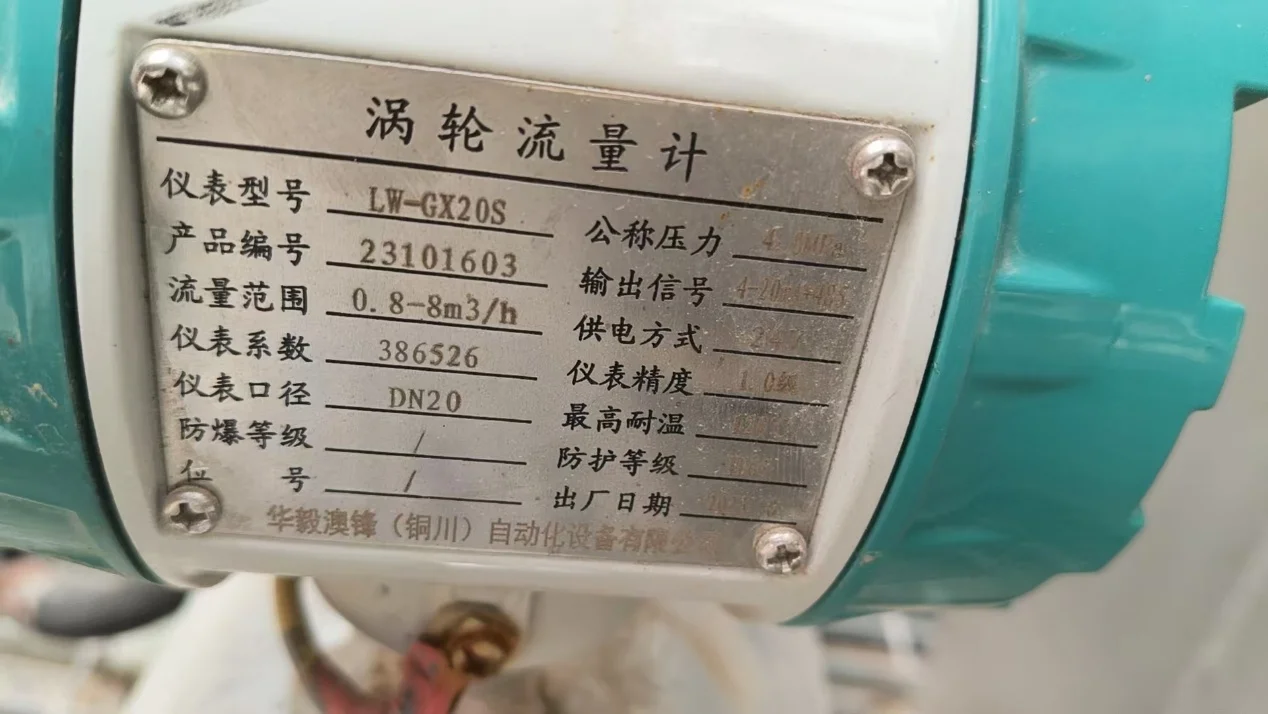 涡轮流量计
仪表型号 LW-GX20S
产品编号 23101603
流量范围 0.8-8m3/h
仪表系数 386526
仪表口径 DN20
防爆等级 /
位号 /
公称压力
输出信号
供电方式
仪表精度 1.0级
最高耐温
防护等级
出厂日期
华毅澳锋（铜川）自动化设备有限公司